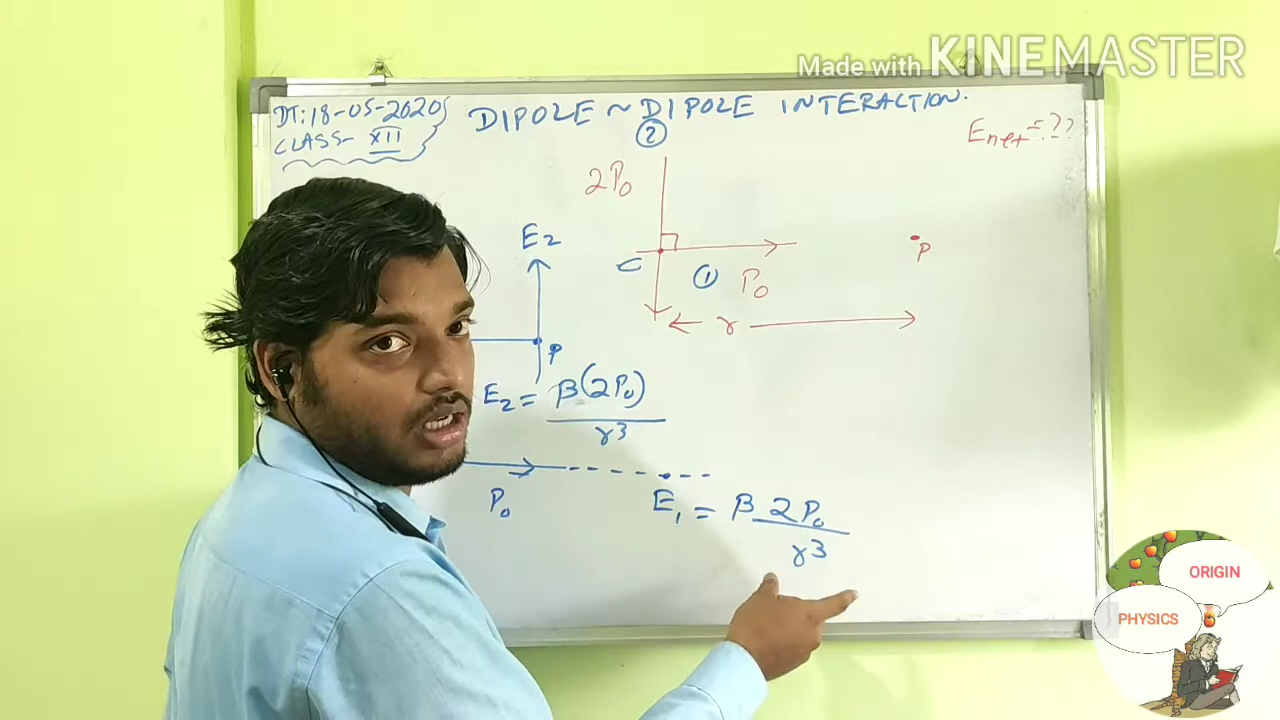 Made with KINEMASTER
DT: 18-05-2020
CLASS- XII
DIPOLE ~ DIPOLE INTERACTION.
②
Enet = ??
2P₀
E₂
C
①
P₀
P
r
P
E₂ = β(2P₀)
r³
P₀
E₁ = β 2P₀
r³
ORIGIN
PHYSICS